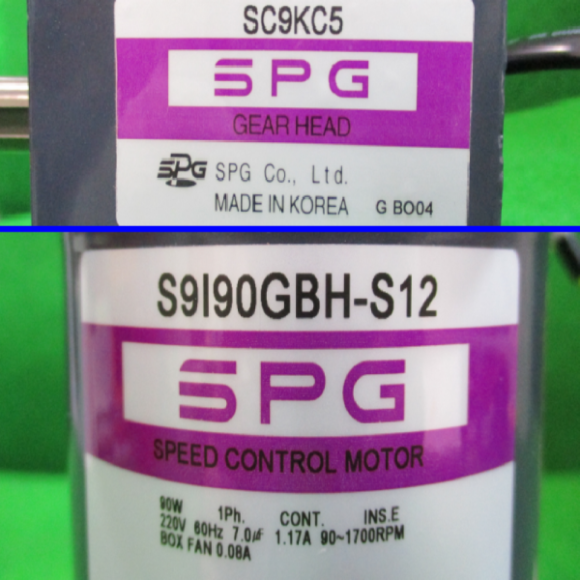 SC9KC5
SPG
GEAR HEAD
SPG SPG Co., Ltd.
MADE IN KOREA G BO04
S9I90GBH-S12
SPG
SPEED CONTROL MOTOR
90W 1Ph. CONT. INS.E
220V 60Hz 7.0㎌ 1.17A 90~1700RPM
BOX FAN 0.08A